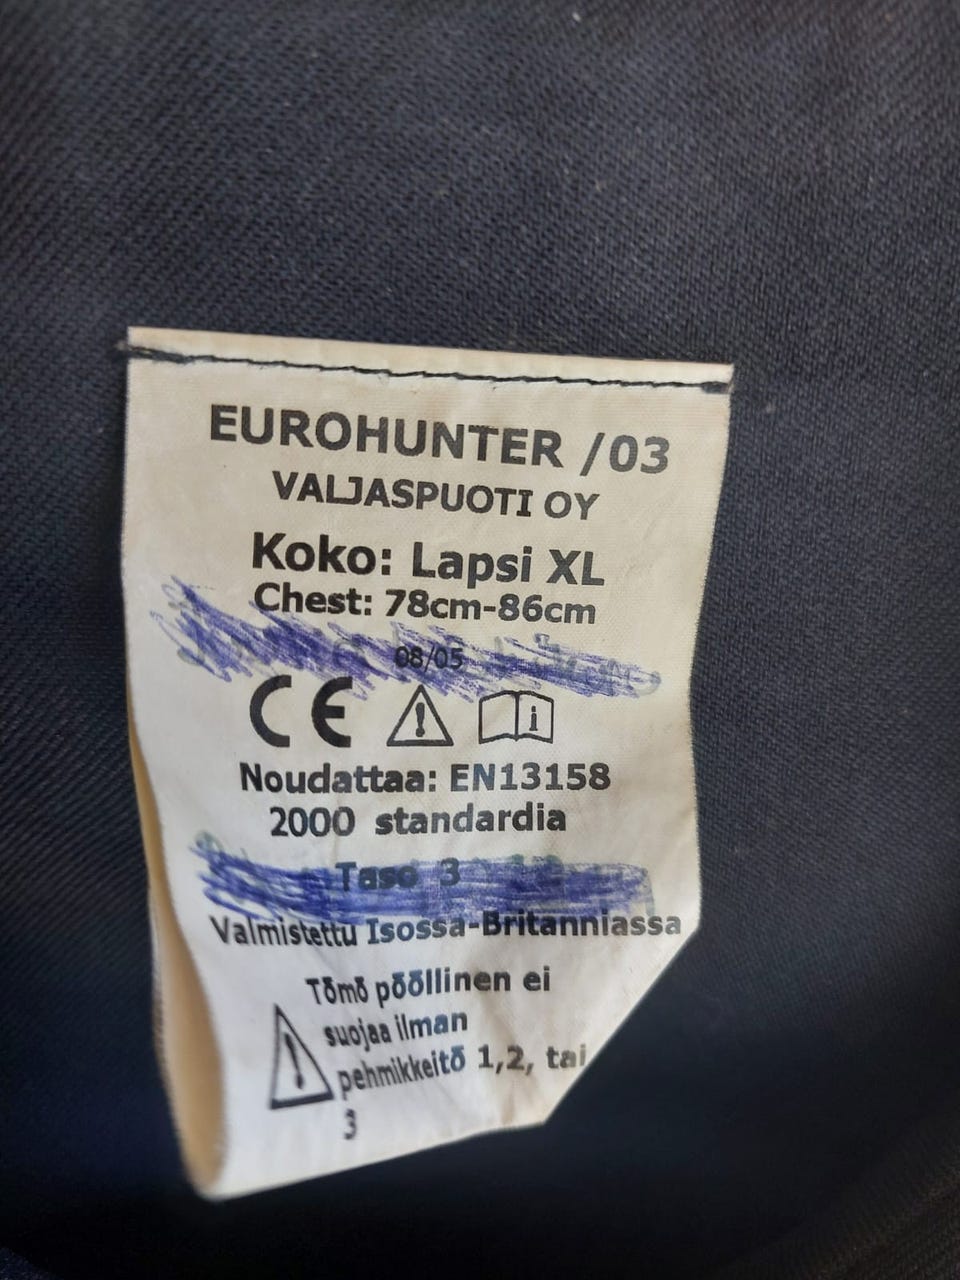 EUROHUNTER /03
VALJASPUOTI OY
Koko: Lapsi XL
Chest: 78cm-86cm
08/05
CE
i
Noudattaa: EN13158
2000 standardia
Taso 3
Valmistettu Isossa-Britanniassa
Tõmõ põõllinen ei
suojaa ilman
pehmikkeitõ 1,2, tai
3